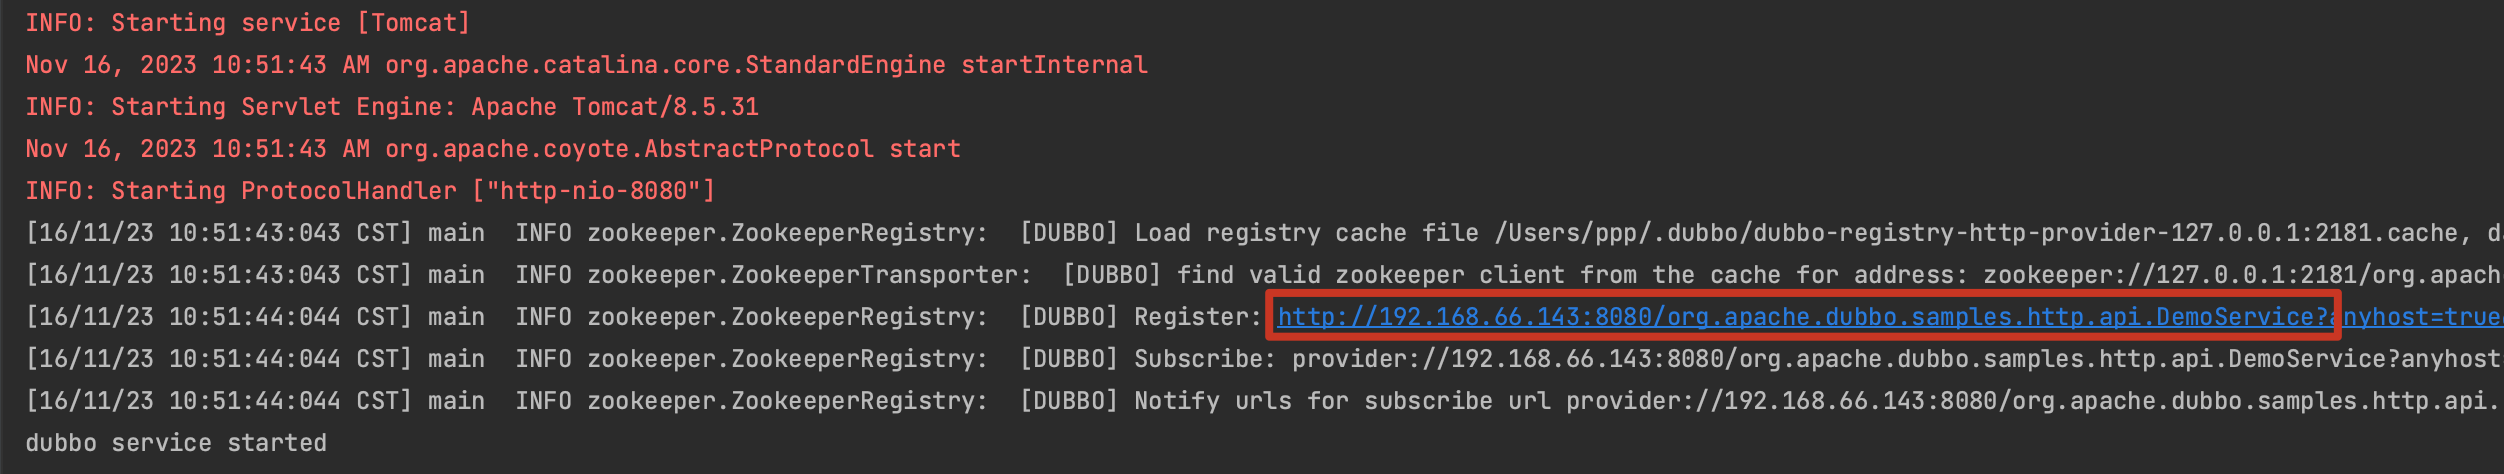 INFO: Starting service [Tomcat]
Nov 16, 2023 10:51:43 AM org.apache.catalina.core.StandardEngine startInternal
INFO: Starting Servlet Engine: Apache Tomcat/8.5.31
Nov 16, 2023 10:51:43 AM org.apache.coyote.AbstractProtocol start
INFO: Starting ProtocolHandler ["http-nio-8080"]
[16/11/23 10:51:43:043 CST] main  INFO zookeeper.ZookeeperRegistry:  [DUBBO] Load registry cache file /Users/ppp/.dubbo/dubbo-registry-http-provider-127.0.0.1:2181.cache, d
[16/11/23 10:51:43:043 CST] main  INFO zookeeper.ZookeeperTransporter:  [DUBBO] find valid zookeeper client from the cache for address: zookeeper://127.0.0.1:2181/org.apach
[16/11/23 10:51:44:044 CST] main  INFO zookeeper.ZookeeperRegistry:  [DUBBO] Register: http://192.168.66.143:8080/org.apache.dubbo.samples.http.api.DemoService?anyhost=true
[16/11/23 10:51:44:044 CST] main  INFO zookeeper.ZookeeperRegistry:  [DUBBO] Subscribe: provider://192.168.66.143:8080/org.apache.dubbo.samples.http.api.DemoService?anyhost
[16/11/23 10:51:44:044 CST] main  INFO zookeeper.ZookeeperRegistry:  [DUBBO] Notify urls for subscribe url provider://192.168.66.143:8080/org.apache.dubbo.samples.http.api.
dubbo service started